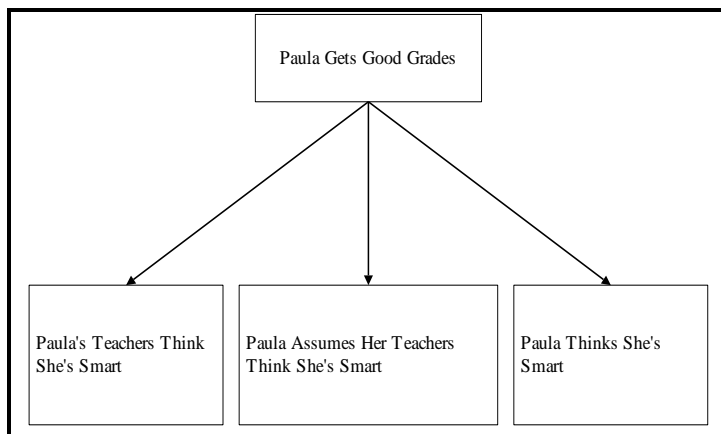 Paula Gets Good Grades
Paula's Teachers Think
She's Smart
Paula Assumes Her Teachers
Think She's Smart
Paula Thinks She's
Smart